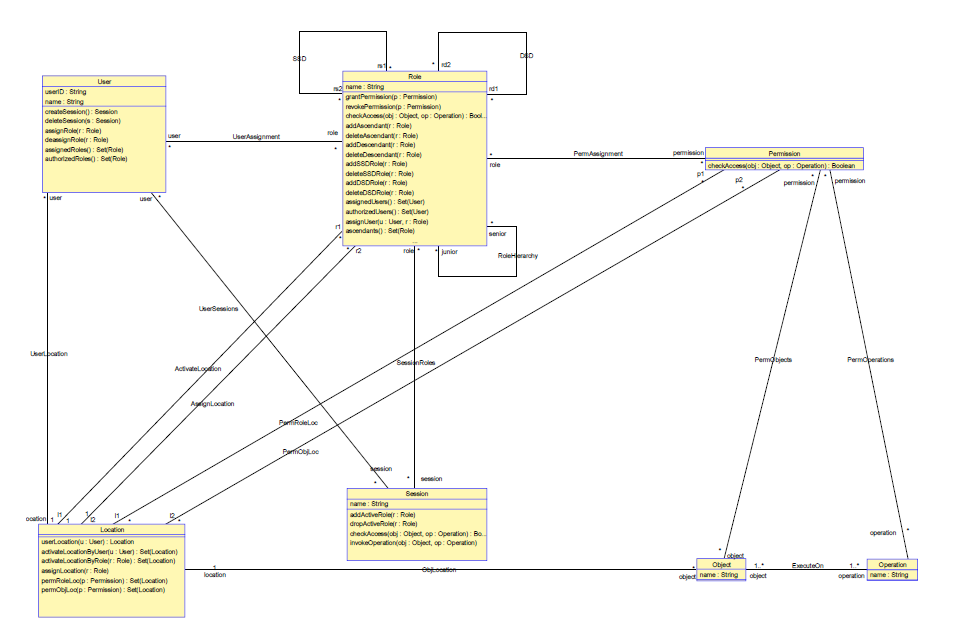 SSD
DSD
rs1
*
*
rd2
rs2
*
rd1
*
User
userID : String
name : String
createSession() : Session
deleteSession(s : Session)
assignRole(r : Role)
deassignRole(r : Role)
assignedRoles() : Set(Role)
authorizedRoles() : Set(Role)
Role
name : String
grantPermission(p : Permission)
revokePermission(p : Permission)
checkAccess(obj : Object, op : Operation) : Bool...
addAscendant(r : Role)
deleteAscendant(r : Role)
addDescendant(r : Role)
deleteDescendant(r : Role)
addSSDRole(r : Role)
deleteSSDRole(r : Role)
addDSDRole(r : Role)
deleteDSDRole(r : Role)
assignedUsers() : Set(User)
authorizedUsers() : Set(User)
assignUser(u : User, r : Role)
ascendants() : Set(Role)
...
user
*
UserAssignment
role
*
*
role
PermAssignment
permission
*
Permission
checkAccess(obj : Object, op : Operation) : Boolean
p1
*
p2
*
permission
*
*
permission
* user
user *
r1
*
* r2
role *
* junior
*
senior
RoleHierarchy
UserSessions
UserLocation
ActivateLocation
AssignLocation
SessionRoles
PermRoleLoc
PermObjLoc
PermObjects
PermOperations
session
*
*
session
Session
name : String
addActiveRole(r : Role)
dropActiveRole(r : Role)
checkAccess(obj : Object, op : Operation) : Bo...
invokeOperation(obj : Object, op : Operation)
ocation
1
l1
1
1
l2
l1
*
l2
*
Location
userLocation(u : User) : Location
activateLocationByUser(u : User) : Set(Location)
activateLocationByRole(r : Role) : Set(Location)
assignLocation(r : Role)
permRoleLoc(p : Permission) : Set(Location)
permObjLoc(p : Permission) : Set(Location)
1
location
ObjLocation
*
object
*
object
Object
name : String
1..*
object
ExecuteOn
1..*
operation
operation
*
Operation
name : String